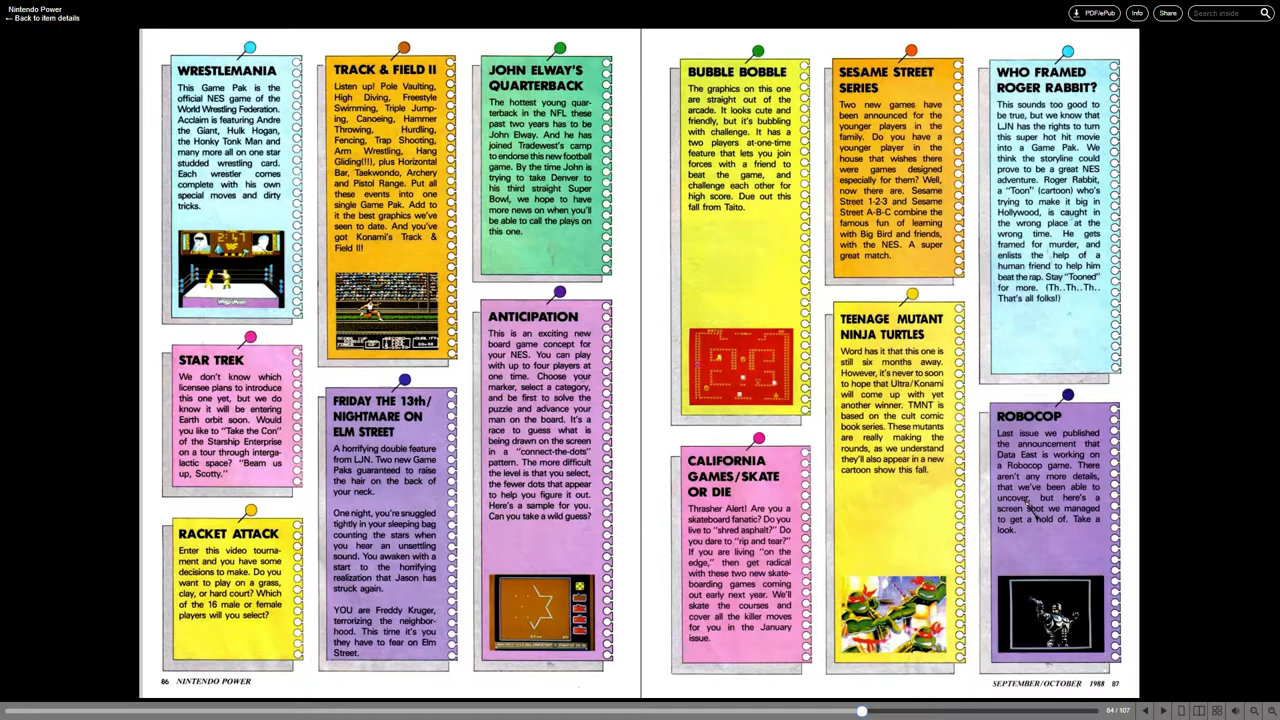 Nintendo Power
← Back to item details
PDF/ePub
Info
Share
Search inside
WRESTLEMANIA
This Game Pak is the
official NES game of the
World Wrestling Federation.
Acclaim is featuring Andre
the Giant, Hulk Hogan,
the Honky Tonk Man and
many more all on one star
studded wrestling card.
Each wrestler comes
complete with his own
special moves and dirty
tricks.
STAR TREK
We don't know which
licensee plans to introduce
this one yet, but we do
know it will be entering
Earth orbit soon. Would
you like to "Take the Con"
of the Starship Enterprise
on a tour through interga-
lactic space? "Beam us
up, Scotty."
RACKET ATTACK
Enter this video tourna-
ment and you have some
decisions to make. Do you
want to play on a grass,
clay, or hard court? Which
of the 16 male or female
players will you select?
TRACK & FIELD II
Listen up! Pole Vaulting,
High Diving, Freestyle
Swimming, Triple Jump-
ing, Canoeing, Hammer
Throwing, Hurdling,
Fencing, Trap Shooting,
Arm Wrestling, Hang
Gliding(!!!), plus Horizontal
Bar, Taekwondo, Archery
and Pistol Range. Put all
these events into one
single Game Pak. Add to
it the best graphics we've
seen to date. And you've
got Konami's Track &
Field II!
FRIDAY THE 13th/
NIGHTMARE ON
ELM STREET
A horrifying double feature
from LJN. Two new Game
Paks guaranteed to raise
the hair on the back of
your neck.
One night, you're snuggled
tightly in your sleeping bag
counting the stars when
you hear an unsettling
sound. You awaken with a
start to the horrifying
realization that Jason has
struck again.
YOU are Freddy Kruger,
terrorizing the neighbor-
hood. This time it's you
they have to fear on Elm
Street.
JOHN ELWAY'S
QUARTERBACK
The hottest young quar-
terback in the NFL these
past two years has to be
John Elway. And he has
joined Tradewest's camp
to endorse this new football
game. By the time John is
trying to take Denver to
his third straight Super
Bowl, we hope to have
more news on when you'll
be able to call the plays on
this one.
ANTICIPATION
This is an exciting new
board game concept for
your NES. You can play
with up to four players at
one time. Choose your
marker, select a category,
and be first to solve the
puzzle and advance your
man on the board. It's a
race to guess what is
being drawn on the screen
in a "connect-the-dots"
pattern. The more difficult
the level is that you select,
the fewer dots that appear
to help you figure it out.
Here's a sample for you.
Can you take a wild guess?
86 NINTENDO POWER
BUBBLE BOBBLE
The graphics on this one
are straight out of the
arcade. It looks cute and
friendly, but it's bubbling
with challenge. It has a
two players at-one-time
feature that lets you join
forces with a friend to
beat the game, and
challenge each other for
high score. Due out this
fall from Taito.
CALIFORNIA
GAMES/SKATE
OR DIE
Thrasher Alert! Are you a
skateboard fanatic? Do you
live to "shred asphalt?" Do
you dare to "rip and tear?"
If you are living "on the
edge," then get radical
with these two new skate-
boarding games coming
out early next year. We'll
skate the courses and
cover all the killer moves
for you in the January
issue.
SESAME STREET
SERIES
Two new games have
been announced for the
younger players in the
family. Do you have a
younger player in the
house that wishes there
were games designed
especially for them? Well,
now there are. Sesame
Street 1-2-3 and Sesame
Street A-B-C combine the
famous fun of learning
with Big Bird and friends,
with the NES. A super
great match.
TEENAGE MUTANT
NINJA TURTLES
Word has it that this one is
still six months away.
However, it's never to soon
to hope that Ultra/Konami
will come up with yet
another winner. TMNT is
based on the cult comic
book series. These mutants
are really making the
rounds, as we understand
they'll also appear in a new
cartoon show this fall.
WHO FRAMED
ROGER RABBIT?
This sounds too good to
be true, but we know that
LJN has the rights to turn
this super hot hit movie
into a Game Pak. We
think the storyline could
prove to be a great NES
adventure. Roger Rabbit,
a "Toon" (cartoon) who's
trying to make it big in
Hollywood, is caught in
the wrong place at the
wrong time. He gets
framed for murder, and
enlists the help of a
human friend to help him
beat the rap. Stay "Tooned"
for more. (Th..Th..Th..
That's all folks!)
ROBOCOP
Last issue we published
the announcement that
Data East is working on
a Robocop game. There
aren't any more details,
that we've been able to
uncover, but here's a
screen shot we managed
to get a hold of. Take a
look.
SEPTEMBER/OCTOBER 1988 87
84 / 107